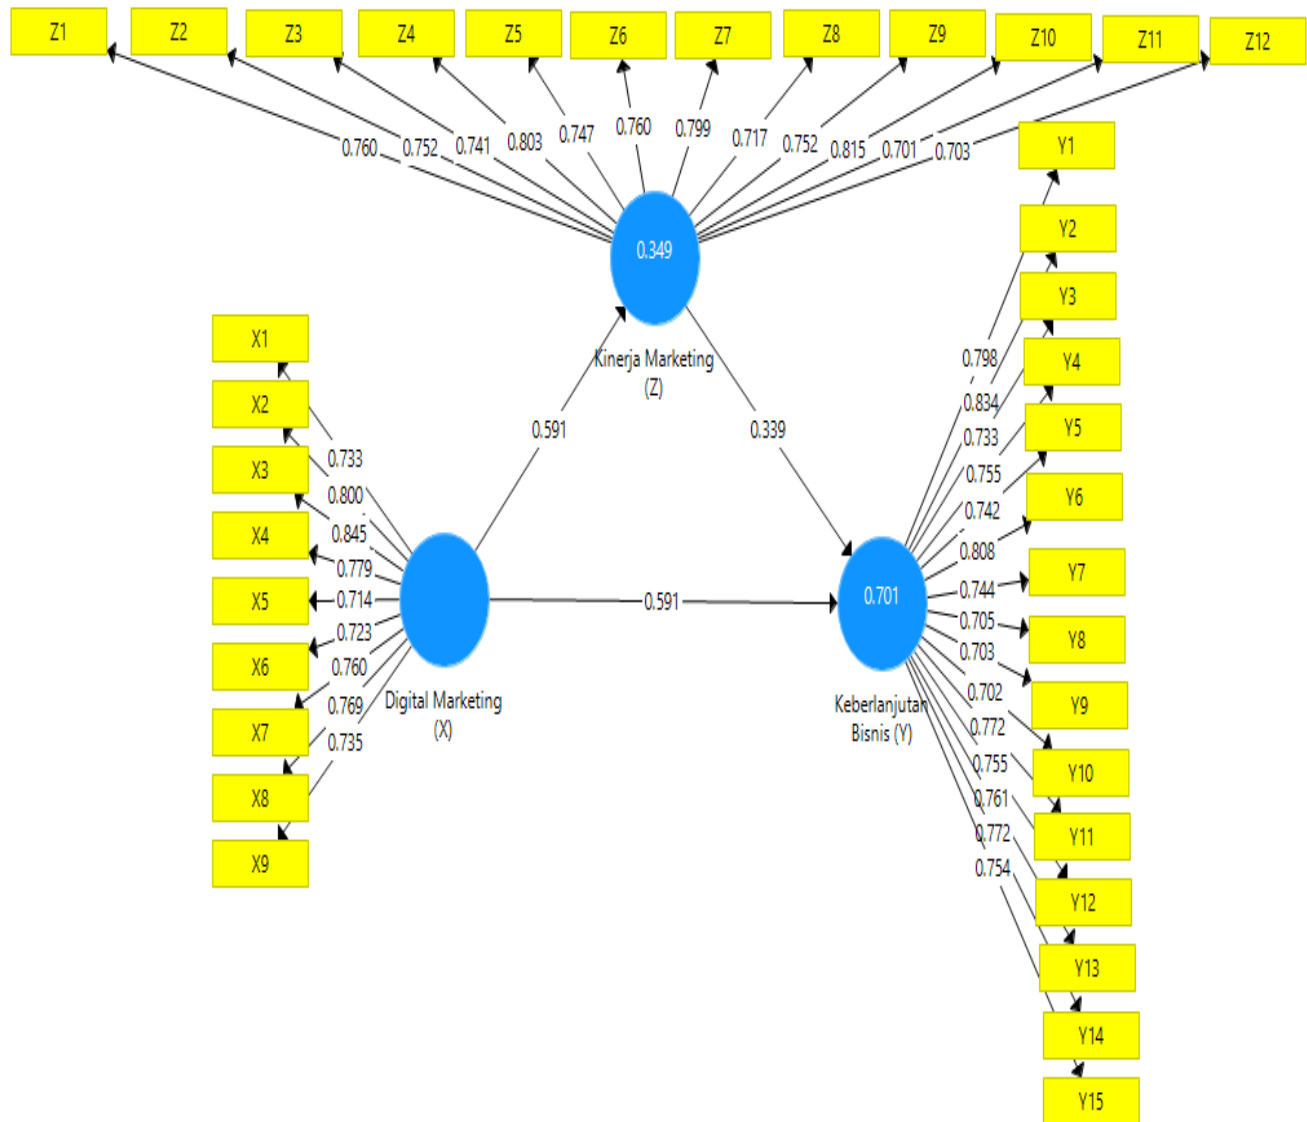 Z1 Z2 Z3 Z4 Z5 Z6 Z7 Z8 Z9 Z10 Z11 Z12
0.760 0.752 0.741 0.803 0.747 0.760 0.799 0.717 0.752 0.815 0.701 0.703
0.349
Kinerja Marketing
(Z)
0.591
0.339
X1
X2
X3
X4
X5
X6
X7
X8
X9
0.733
0.800
0.845
0.779
0.714
0.723
0.760
0.769
0.735
Digital Marketing
(X)
0.591
0.701
Keberlanjutan
Bisnis (Y)
0.798
0.834
0.733
0.755
0.742
0.808
0.744
0.705
0.703
0.702
0.772
0.755
0.761
0.772
0.754
Y1
Y2
Y3
Y4
Y5
Y6
Y7
Y8
Y9
Y10
Y11
Y12
Y13
Y14
Y15